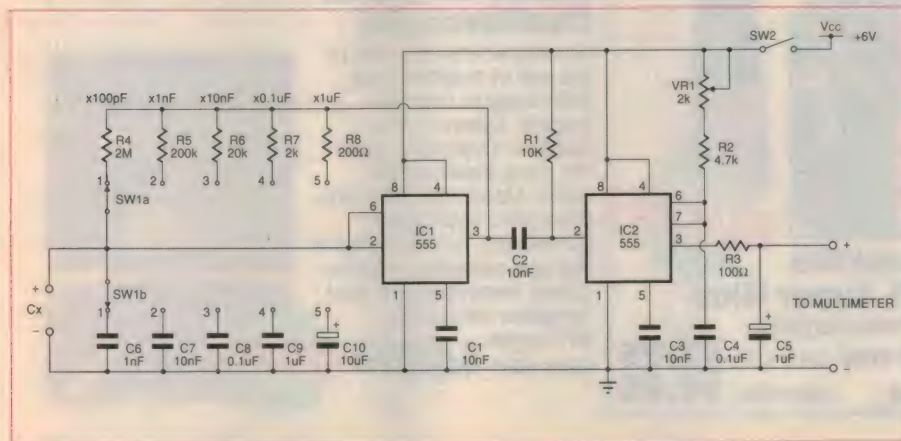 SW2
Vcc
+6V
x100pF x1nF x10nF x0.1uF x1uF
VR1
2k
R4
2M
R5
200k
R6
20k
R7
2k
R8
200Ω
R1
10K
R2
4.7k
1 2 3 4 5
SW1a
8 4
6
2
IC1
555
3
1 5
C2
10nF
8 4
6
7
2
IC2
555
3
1 5
R3
100Ω
+
TO MULTIMETER
-
+
Cx
-
SW1b
1 2 3 4 5
C6
1nF
C7
10nF
C8
0.1uF
C9
1uF
+
C10
10uF
C1
10nF
C3
10nF
C4
0.1uF
+
C5
1uF